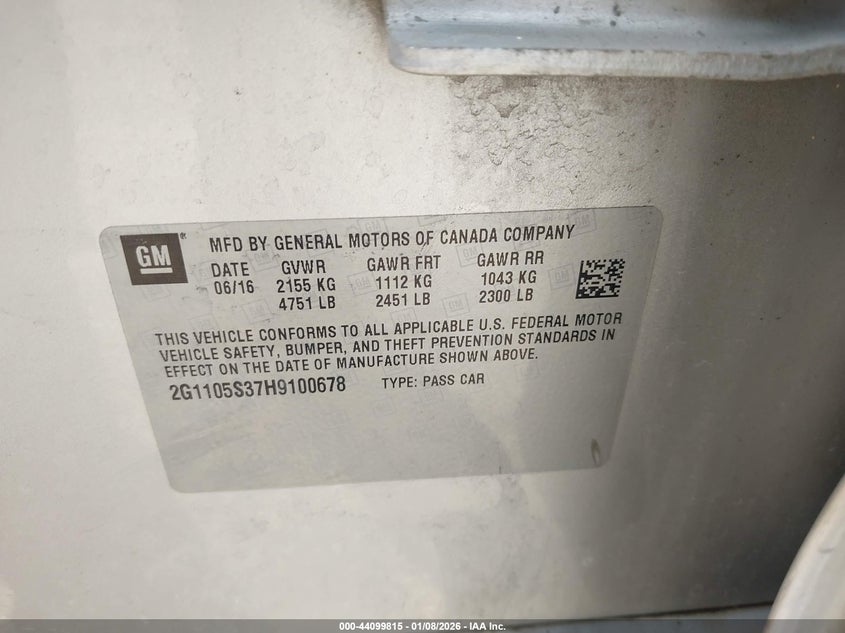 GM
MFD BY GENERAL MOTORS OF CANADA COMPANY
DATE GVWR GAWR FRT GAWR RR
06/16 2155 KG 1112 KG 1043 KG
4751 LB 2451 LB 2300 LB
THIS VEHICLE CONFORMS TO ALL APPLICABLE U.S. FEDERAL MOTOR
VEHICLE SAFETY, BUMPER, AND THEFT PREVENTION STANDARDS IN
EFFECT ON THE DATE OF MANUFACTURE SHOWN ABOVE.
2G1105S37H9100678 TYPE: PASS CAR
000-44099815 - 01/08/2026 - IAA Inc.